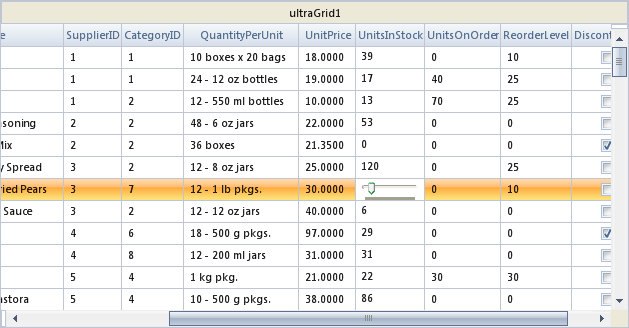 ultraGrid1
e SupplierID CategoryID QuantityPerUnit UnitPrice UnitsInStock UnitsOnOrder ReorderLevel Discont
1 1 10 boxes x 20 bags 18.0000 39 0 10
1 1 24 - 12 oz bottles 19.0000 17 40 25
1 2 12 - 550 ml bottles 10.0000 13 70 25
asoning 2 2 48 - 6 oz jars 22.0000 53 0 0
Mix 2 2 36 boxes 21.3500 0 0 0
y Spread 3 2 12 - 8 oz jars 25.0000 120 0 25
ried Pears 3 7 12 - 1 lb pkgs. 30.0000 0 10
Sauce 3 2 12 - 12 oz jars 40.0000 6 0 0
4 6 18 - 500 g pkgs. 97.0000 29 0 0
4 8 12 - 200 ml jars 31.0000 31 0 0
5 4 1 kg pkg. 21.0000 22 30 30
astora 5 4 10 - 500 g pkgs. 38.0000 86 0 0